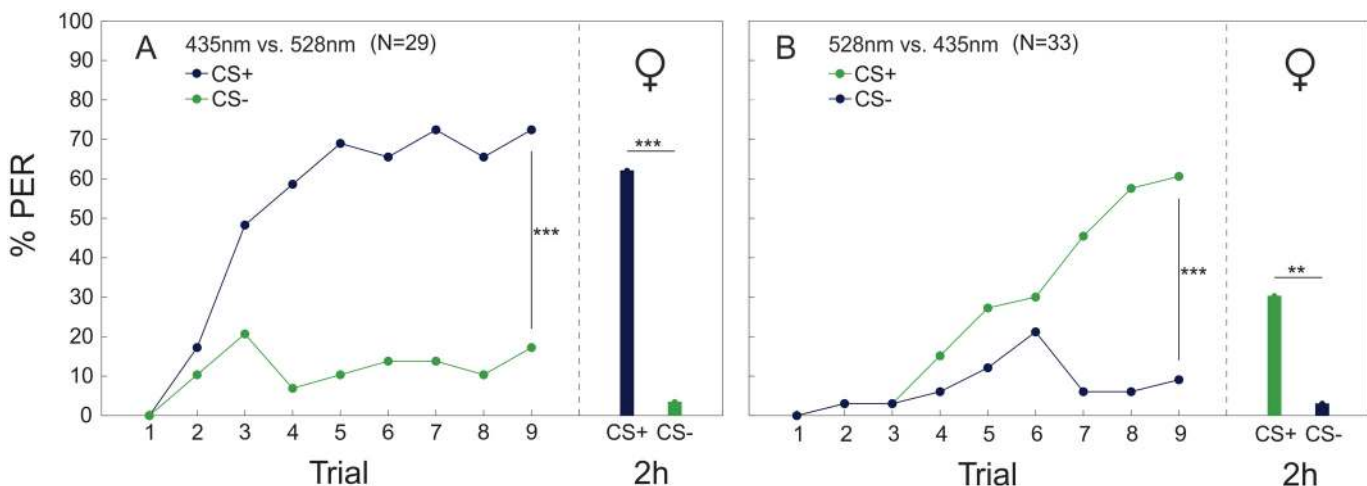 % PER
100
90
80
70
60
50
40
30
20
10
0
A 435nm vs. 528nm (N=29)
CS+
CS-
♀
***
***
1 2 3 4 5 6 7 8 9
CS+ CS-
Trial
2h
B 528nm vs. 435nm (N=33)
CS+
CS-
♀
***
**
1 2 3 4 5 6 7 8 9
CS+ CS-
Trial
2h